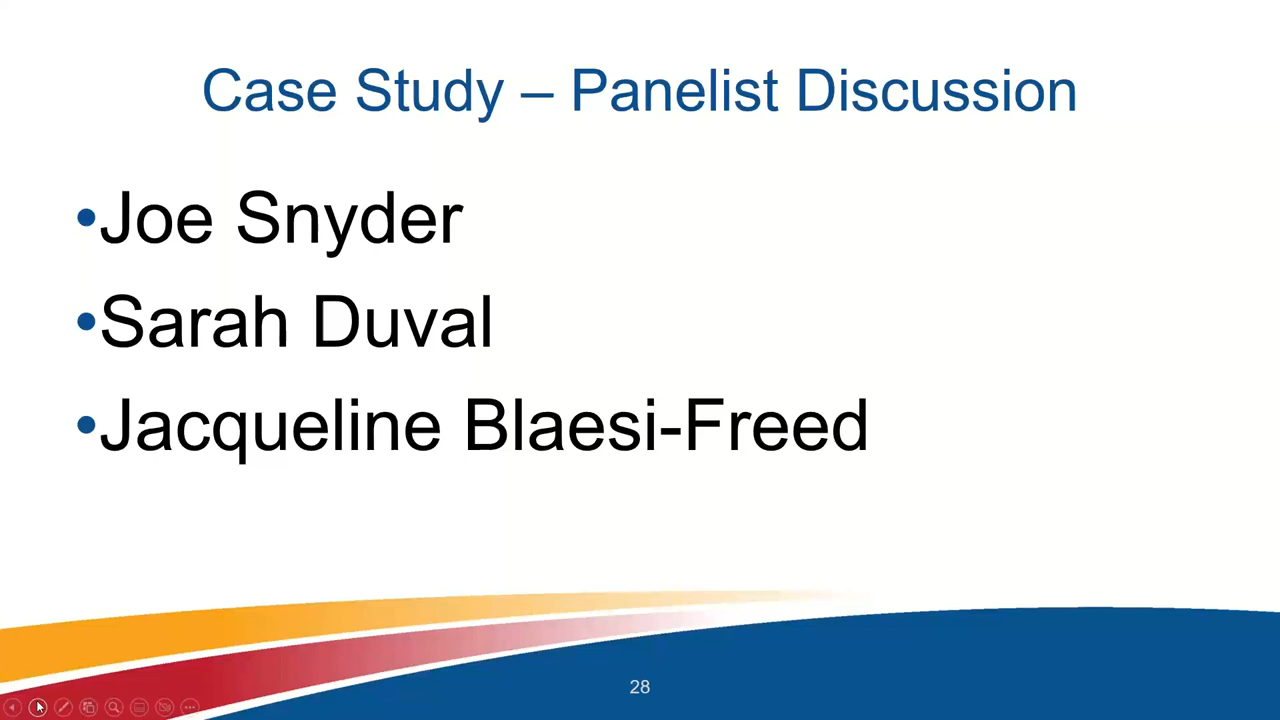 Case Study – Panelist Discussion
•Joe Snyder
•Sarah Duval
•Jacqueline Blaesi-Freed
28